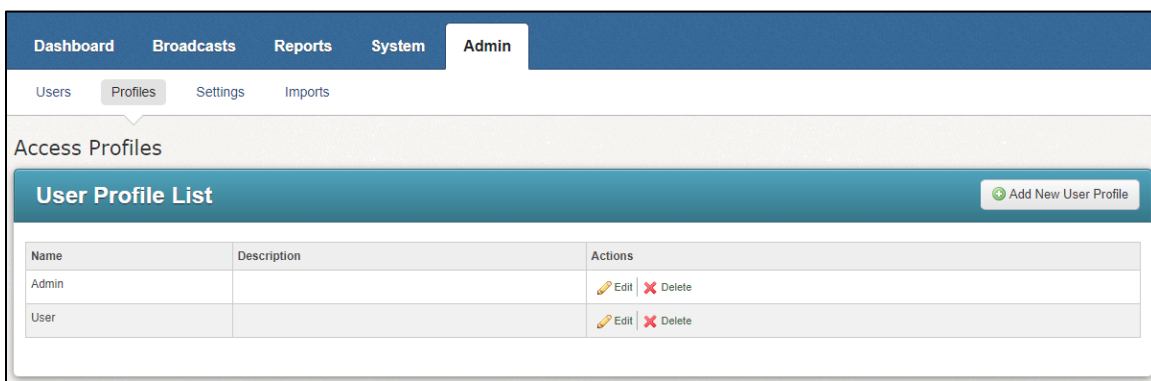 Dashboard Broadcasts Reports System Admin
Users Profiles Settings Imports
Access Profiles
User Profile List Add New User Profile
Name Description Actions
Admin Edit Delete
User Edit Delete